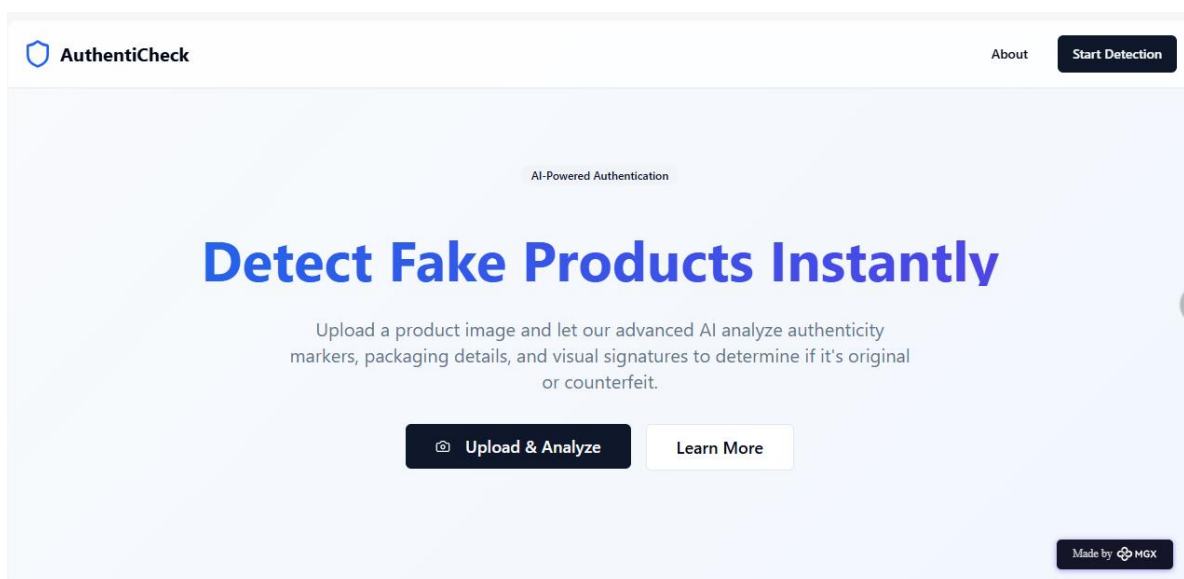 AuthentiCheck
About
Start Detection
AI-Powered Authentication
Detect Fake Products Instantly
Upload a product image and let our advanced AI analyze authenticity
markers, packaging details, and visual signatures to determine if it's original
or counterfeit.
Upload & Analyze
Learn More
Made by MGX